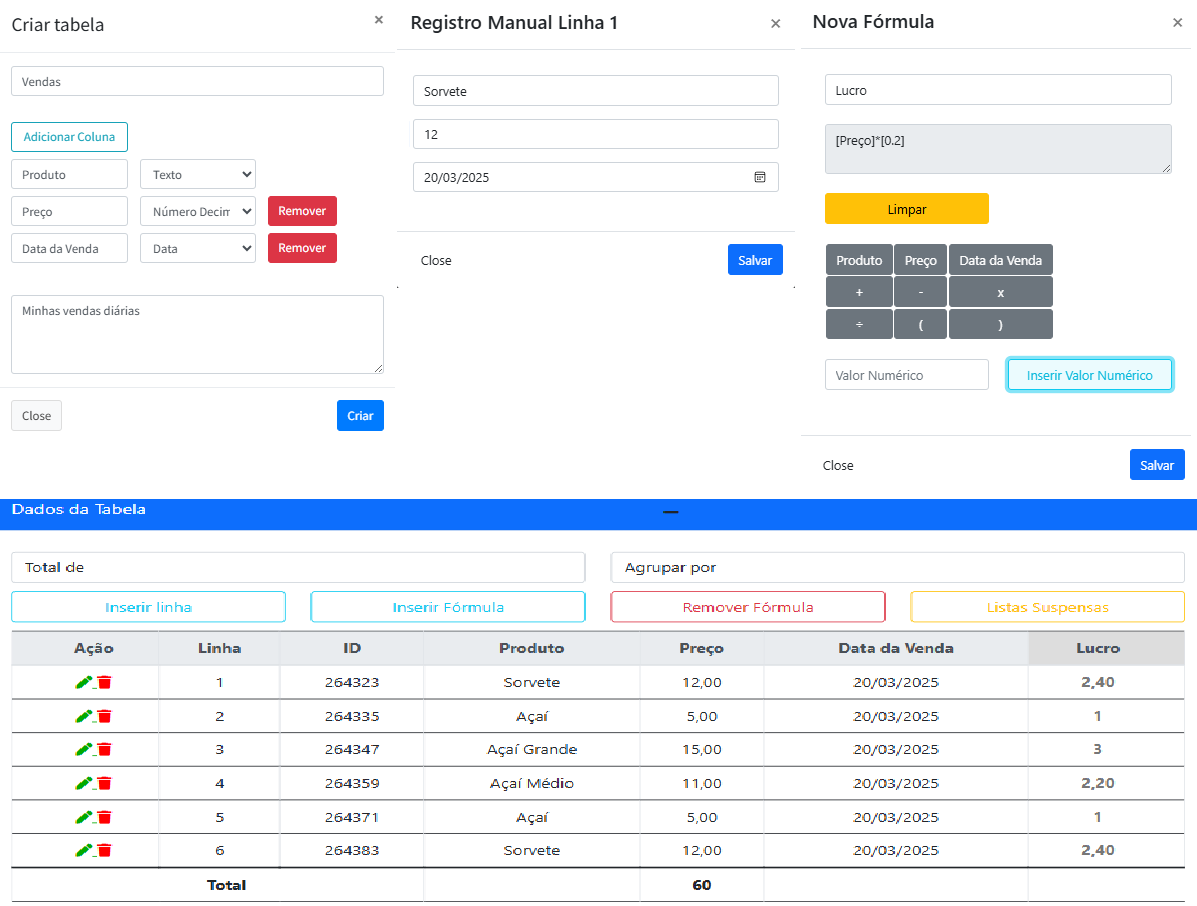 Criar tabela ×
Vendas
Adicionar Coluna
Produto Texto
Preço Número Decim Remover
Data da Venda Data Remover
Minhas vendas diárias
Close Criar
Registro Manual Linha 1 ×
Sorvete
12
20/03/2025
Close Salvar
Nova Fórmula ×
Lucro
[Preço]*[0.2]
Limpar
Produto Preço Data da Venda
+ - x
÷ ( )
Valor Numérico Inserir Valor Numérico
Close Salvar
Dados da Tabela
Total de Agrupar por
Inserir linha Inserir Fórmula Remover Fórmula Listas Suspensas
Ação Linha ID Produto Preço Data da Venda Lucro
1 264323 Sorvete 12,00 20/03/2025 2,40
2 264335 Açaí 5,00 20/03/2025 1
3 264347 Açaí Grande 15,00 20/03/2025 3
4 264359 Açaí Médio 11,00 20/03/2025 2,20
5 264371 Açaí 5,00 20/03/2025 1
6 264383 Sorvete 12,00 20/03/2025 2,40
Total 60